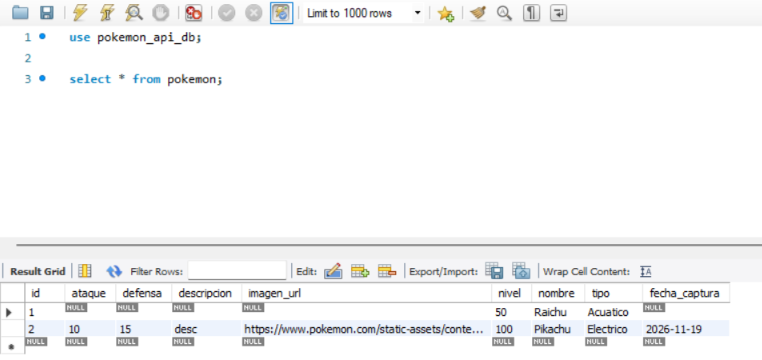 Limit to 1000 rows
1 use pokemon_api_db;
2
3 select * from pokemon;
Result Grid Filter Rows: Edit: Export/Import: Wrap Cell Content: IA
id ataque defensa descripcion imagen_url nivel nombre tipo fecha_captura
1 NULL NULL NULL NULL 50 Raichu Acuatico NULL
2 10 15 desc https://www.pokemon.com/static-assets/conte... 100 Pikachu Electrico 2026-11-19
NULL NULL NULL NULL NULL NULL NULL NULL NULL